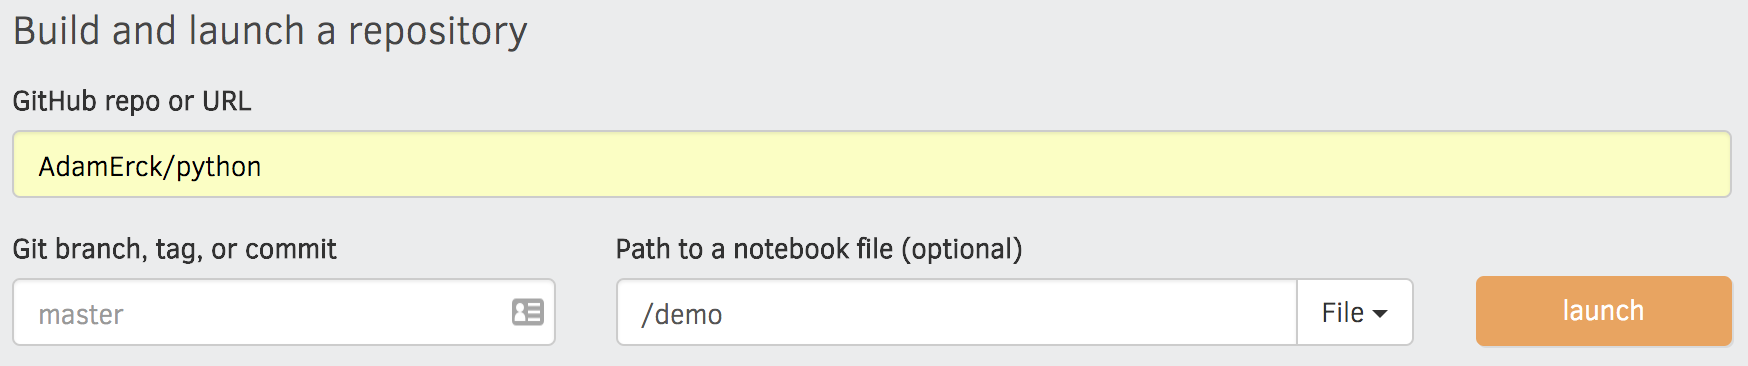 Build and launch a repository
GitHub repo or URL
AdamErck/python
Git branch, tag, or commit
Path to a notebook file (optional)
master
/demo
File
launch